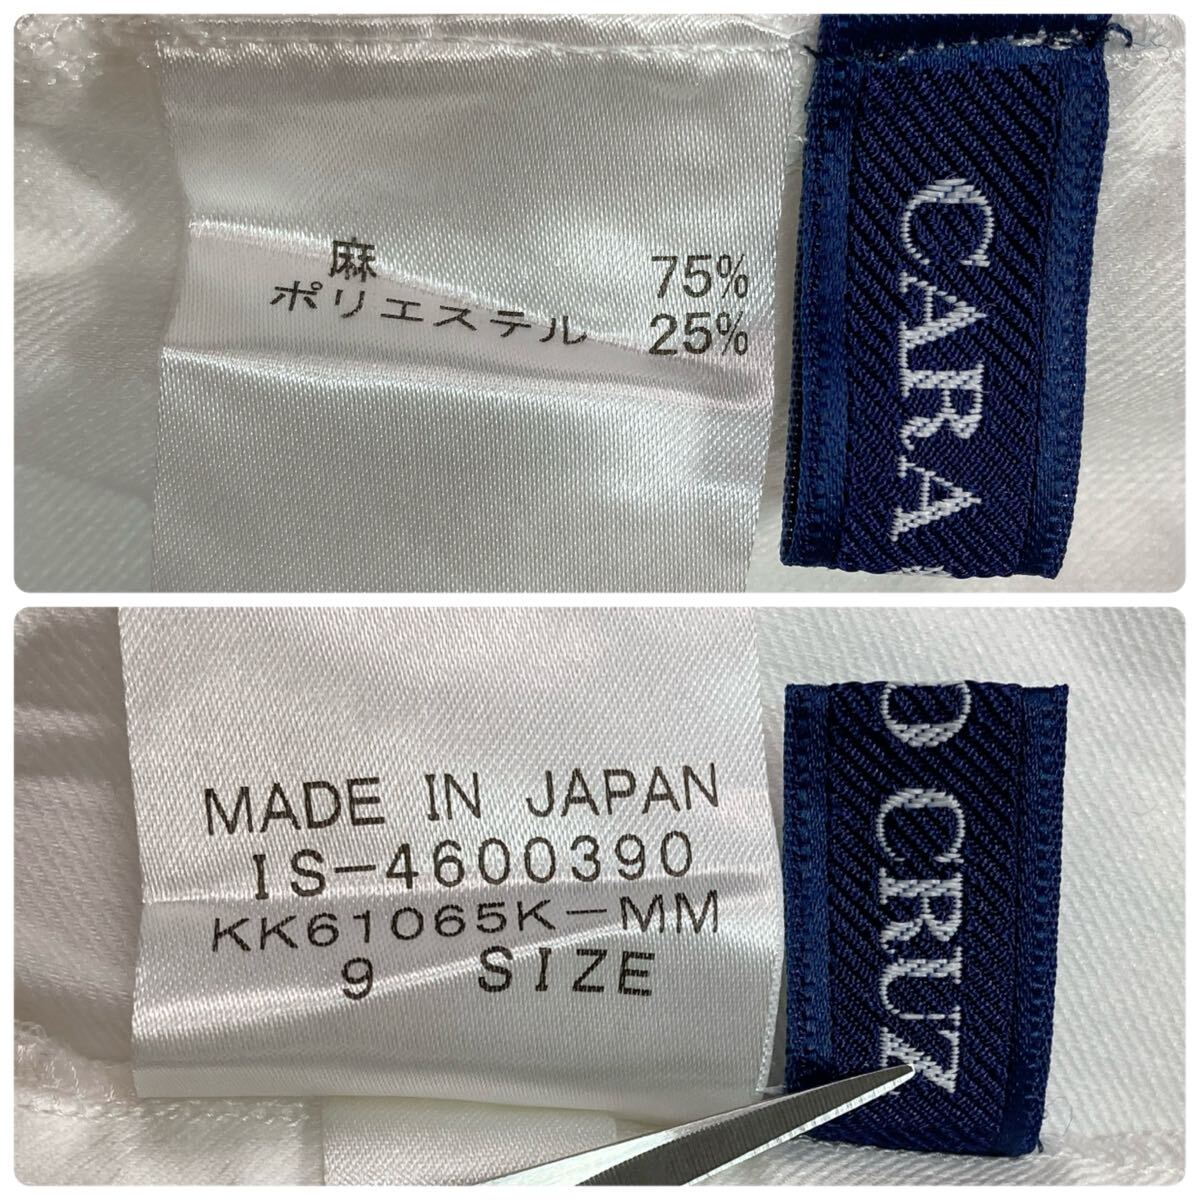 麻 75%
ポリエステル 25%
CARA
MADE IN JAPAN
IS-4600390
KK61065K-MM
9 SIZE
D CRUZ